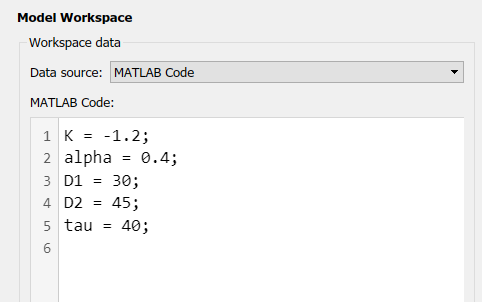 Model Workspace
Workspace data
Data source: MATLAB Code
MATLAB Code:
1 K = -1.2;
2 alpha = 0.4;
3 D1 = 30;
4 D2 = 45;
5 tau = 40;
6